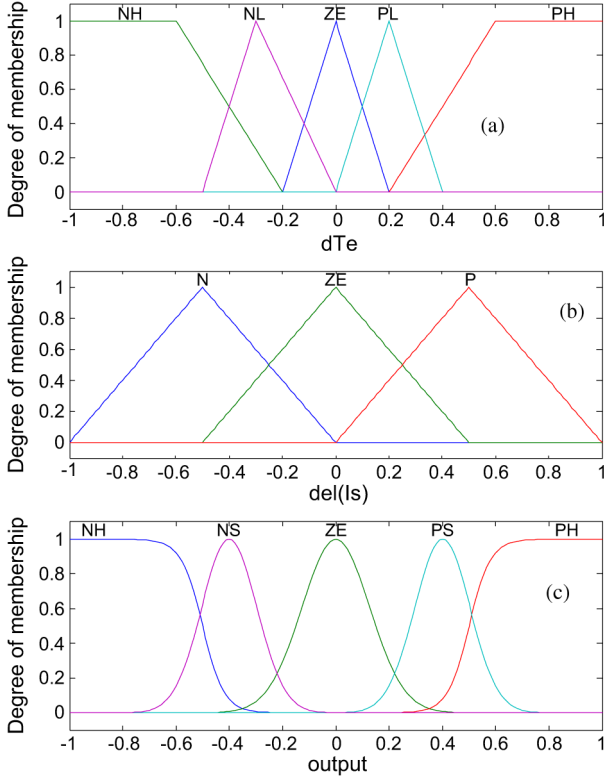 NH NL ZE PL PH
Degree of membership
1
0.8
0.6
0.4
0.2
0
(a)
-1 -0.8 -0.6 -0.4 -0.2 0 0.2 0.4 0.6 0.8 1
dTe
N ZE P
Degree of membership
1
0.8
0.6
0.4
0.2
0
(b)
-1 -0.8 -0.6 -0.4 -0.2 0 0.2 0.4 0.6 0.8 1
del(Is)
NH NS ZE PS PH
Degree of membership
1
0.8
0.6
0.4
0.2
0
(c)
-1 -0.8 -0.6 -0.4 -0.2 0 0.2 0.4 0.6 0.8 1
output